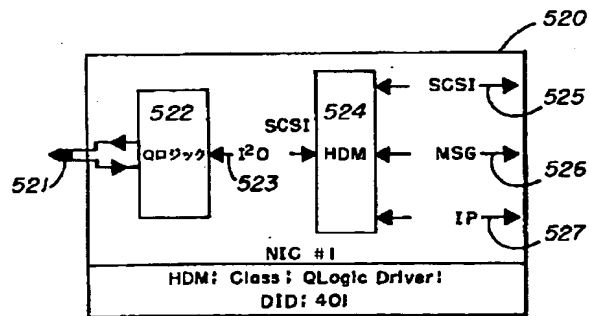 520
522
524
SCSI
525
SCSI
Qロジック
I²O
HDM
MSG
521
523
526
IP
527
NIC #1
HDM; Class; QLogic Driver;
DID: 401